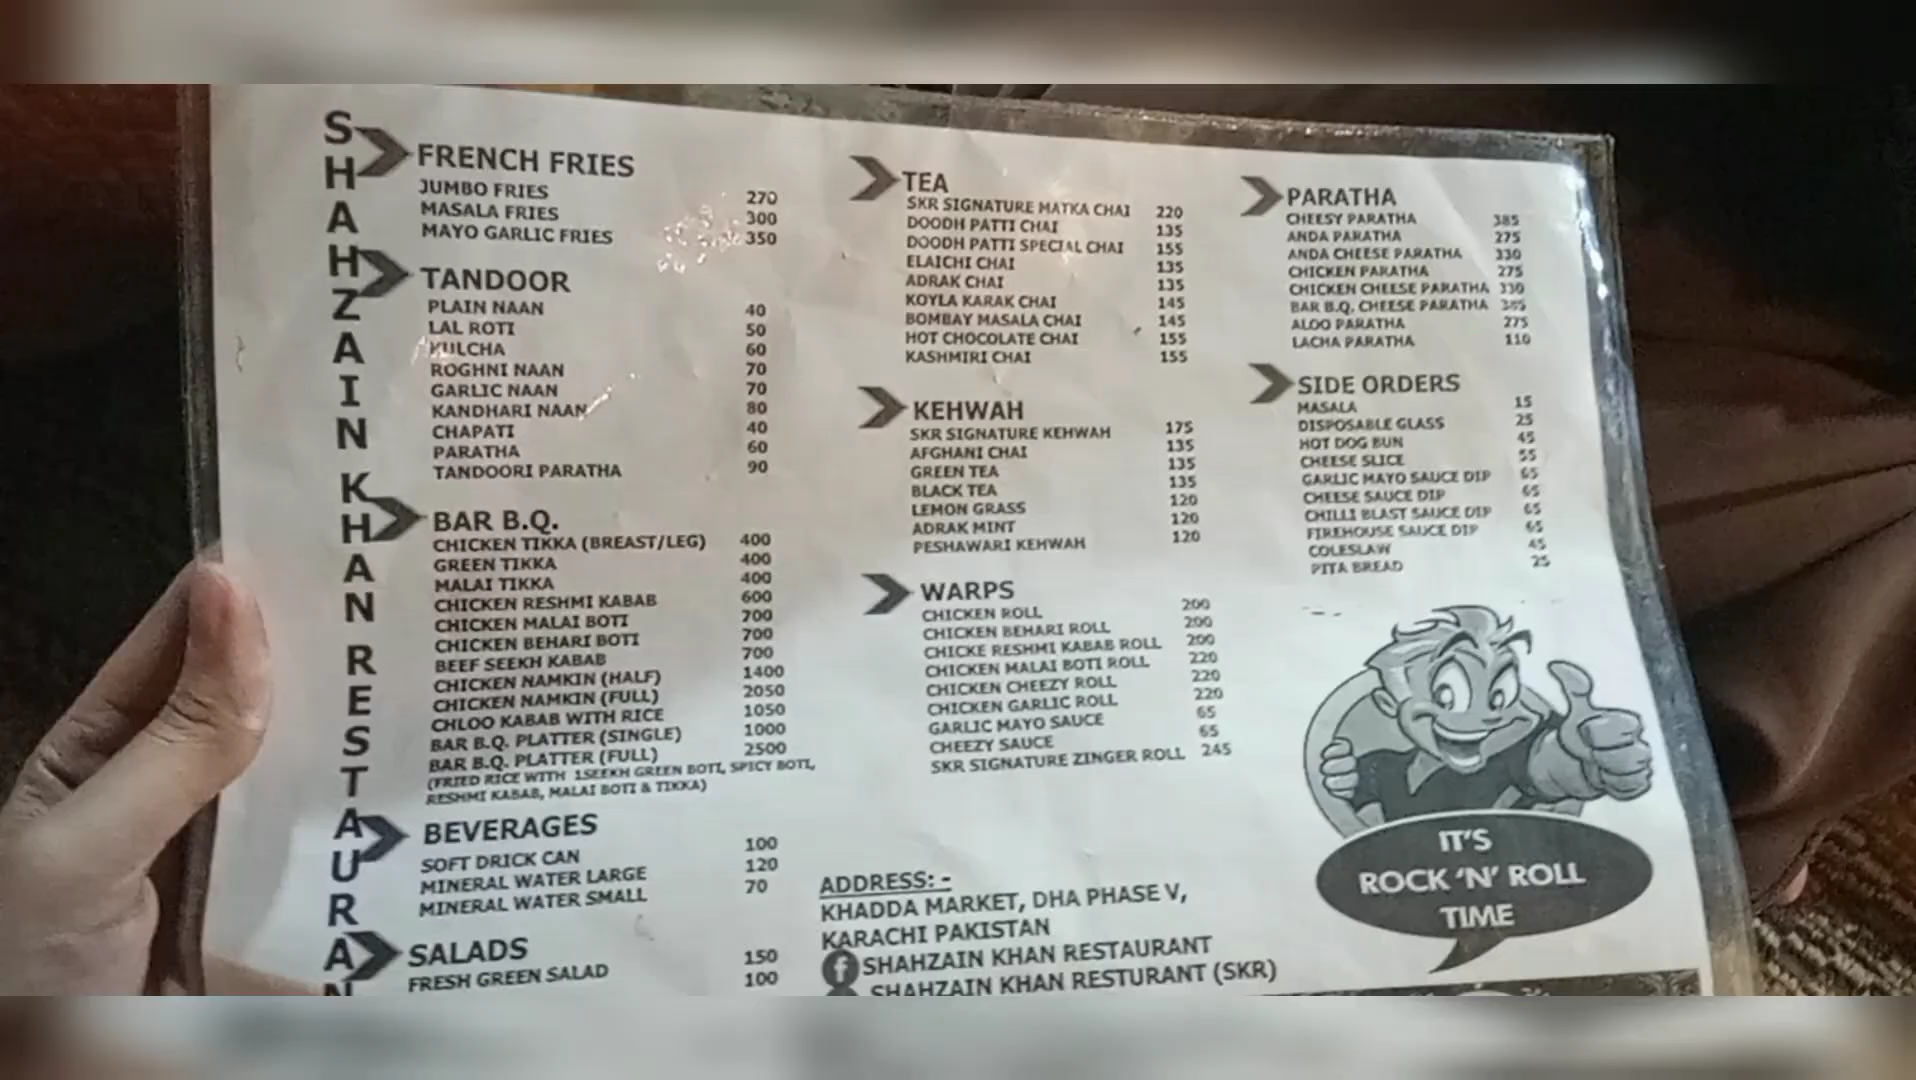 SHAHZAIN KHAN RESTAURAN
FRENCH FRIES
JUMBO FRIES 270
MASALA FRIES 300
MAYO GARLIC FRIES 350
TANDOOR
PLAIN NAAN 40
LAL ROTI 50
KULCHA 60
ROGHNI NAAN 70
GARLIC NAAN 70
KANDHARI NAAN 80
CHAPATI 40
PARATHA 60
TANDOORI PARATHA 90
BAR B.Q.
CHICKEN TIKKA (BREAST/LEG) 400
GREEN TIKKA 400
MALAI TIKKA 400
CHICKEN RESHMI KABAB 600
CHICKEN MALAI BOTI 700
CHICKEN BEHARI BOTI 700
BEEF SEEKH KABAB 700
CHICKEN NAMKIN (HALF) 1400
CHICKEN NAMKIN (FULL) 2050
CHLOO KABAB WITH RICE 1050
BAR B.Q. PLATTER (SINGLE) 1000
BAR B.Q. PLATTER (FULL) 2500
(FRIED RICE WITH 1SEEKH GREEN BOTI, SPICY BOTI,
RESHMI KABAB, MALAI BOTI & TIKKA)
BEVERAGES
SOFT DRICK CAN 100
MINERAL WATER LARGE 120
MINERAL WATER SMALL 70
SALADS
FRESH GREEN SALAD 150
100
TEA
SKR SIGNATURE MATKA CHAI 220
DOODH PATTI CHAI 135
DOODH PATTI SPECIAL CHAI 155
ELAICHI CHAI 135
ADRAK CHAI 135
KOYLA KARAK CHAI 145
BOMBAY MASALA CHAI 145
HOT CHOCOLATE CHAI 155
KASHMIRI CHAI 155
KEHWAH
SKR SIGNATURE KEHWAH 175
AFGHANI CHAI 135
GREEN TEA 135
BLACK TEA 135
LEMON GRASS 120
ADRAK MINT 120
PESHAWARI KEHWAH 120
WARPS
CHICKEN ROLL 200
CHICKEN BEHARI ROLL 200
CHICKE RESHMI KABAB ROLL 200
CHICKEN MALAI BOTI ROLL 220
CHICKEN CHEEZY ROLL 220
CHICKEN GARLIC ROLL 220
GARLIC MAYO SAUCE 65
CHEEZY SAUCE 65
SKR SIGNATURE ZINGER ROLL 245
ADDRESS: -
KHADDA MARKET, DHA PHASE V,
KARACHI PAKISTAN
f SHAHZAIN KHAN RESTAURANT
SHAHZAIN KHAN RESTURANT (SKR)
PARATHA
CHEESY PARATHA 385
ANDA PARATHA 275
ANDA CHEESE PARATHA 330
CHICKEN PARATHA 275
CHICKEN CHEESE PARATHA 330
BAR B.Q. CHEESE PARATHA 385
ALOO PARATHA 275
LACHA PARATHA 110
SIDE ORDERS
MASALA 15
DISPOSABLE GLASS 25
HOT DOG BUN 45
CHEESE SLICE 55
GARLIC MAYO SAUCE DIP 65
CHEESE SAUCE DIP 65
CHILLI BLAST SAUCE DIP 65
FIREHOUSE SAUCE DIP 65
COLESLAW 45
PITA BREAD 25
IT'S
ROCK 'N' ROLL
TIME